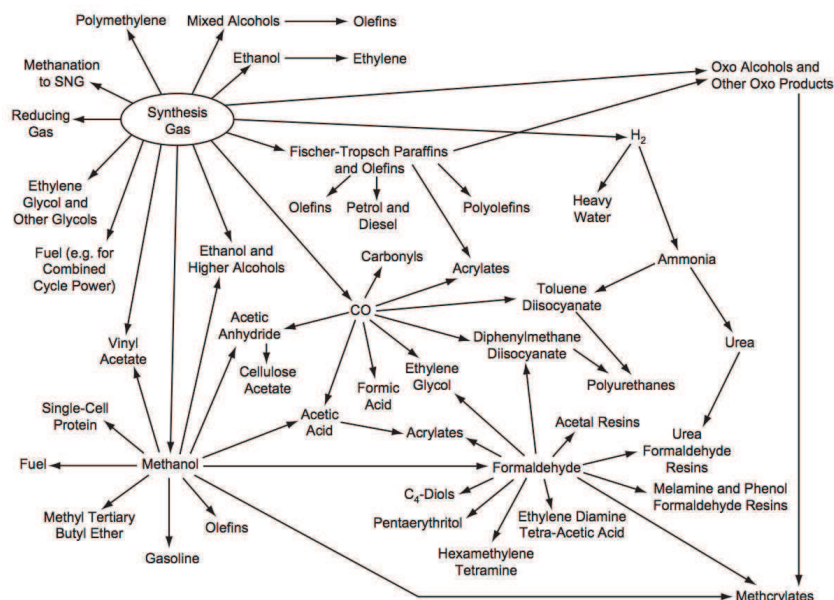 Polymethylene
Mixed Alcohols
Olefins
Ethanol
Ethylene
Methanation
to SNG
Oxo Alcohols and
Other Oxo Products
Synthesis
Gas
Reducing
Gas
H2
Fischer-Tropsch Paraffins
and Olefins
Ethylene
Glycol and
Other Glycols
Olefins
Petrol and
Diesel
Polyolefins
Heavy
Water
Fuel (e.g. for
Combined
Cycle Power)
Ethanol and
Higher Alcohols
Carbonyls
Acrylates
Ammonia
Toluene
Diisocyanate
CO
Acetic
Anhydride
Vinyl
Acetate
Diphenylmethane
Diisocyanate
Urea
Cellulose
Acetate
Ethylene
Glycol
Formic
Acid
Polyurethanes
Single-Cell
Protein
Acetic
Acid
Acrylates
Acetal Resins
Urea
Formaldehyde
Resins
Fuel
Methanol
Formaldehyde
C4-Diols
Melamine and Phenol
Formaldehyde Resins
Methyl Tertiary
Butyl Ether
Olefins
Pentaerythritol
Ethylene Diamine
Tetra-Acetic Acid
Gasoline
Hexamethylene
Tetramine
Methcrylates